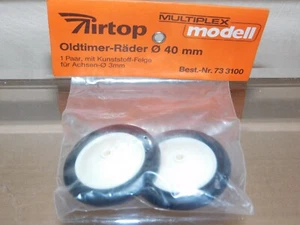 Airtop
MULTIPLEX
modell
Oldtimer-Räder Ø 40 mm
1 Paar, mit Kunststoff-Felge
für Achsen-Ø 3mm
Best.-Nr. 73 3100